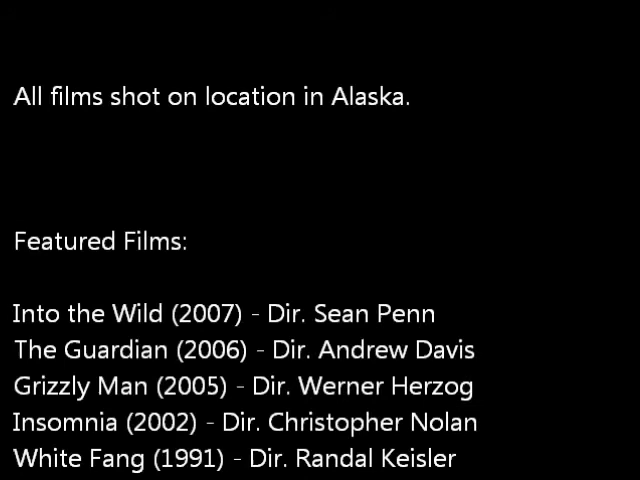 All films shot on location in Alaska.
Featured Films:
Into the Wild (2007) - Dir. Sean Penn
The Guardian (2006) - Dir. Andrew Davis
Grizzly Man (2005) - Dir. Werner Herzog
Insomnia (2002) - Dir. Christopher Nolan
White Fang (1991) - Dir. Randal Keisler